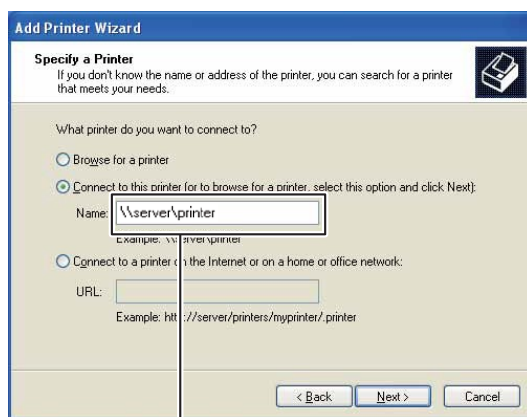 Add Printer Wizard
Specify a Printer
If you don't know the name or address of the printer, you can search for a printer
that meets your needs.
What printer do you want to connect to?
Browse for a printer
Connect to this printer (or to browse for a printer, select this option and click Next):
Name: \\server\printer
Example: \\server\printer
Connect to a printer on the Internet or on a home or office network:
URL:
Example: http://server/printers/myprinter/.printer
< Back Next > Cancel